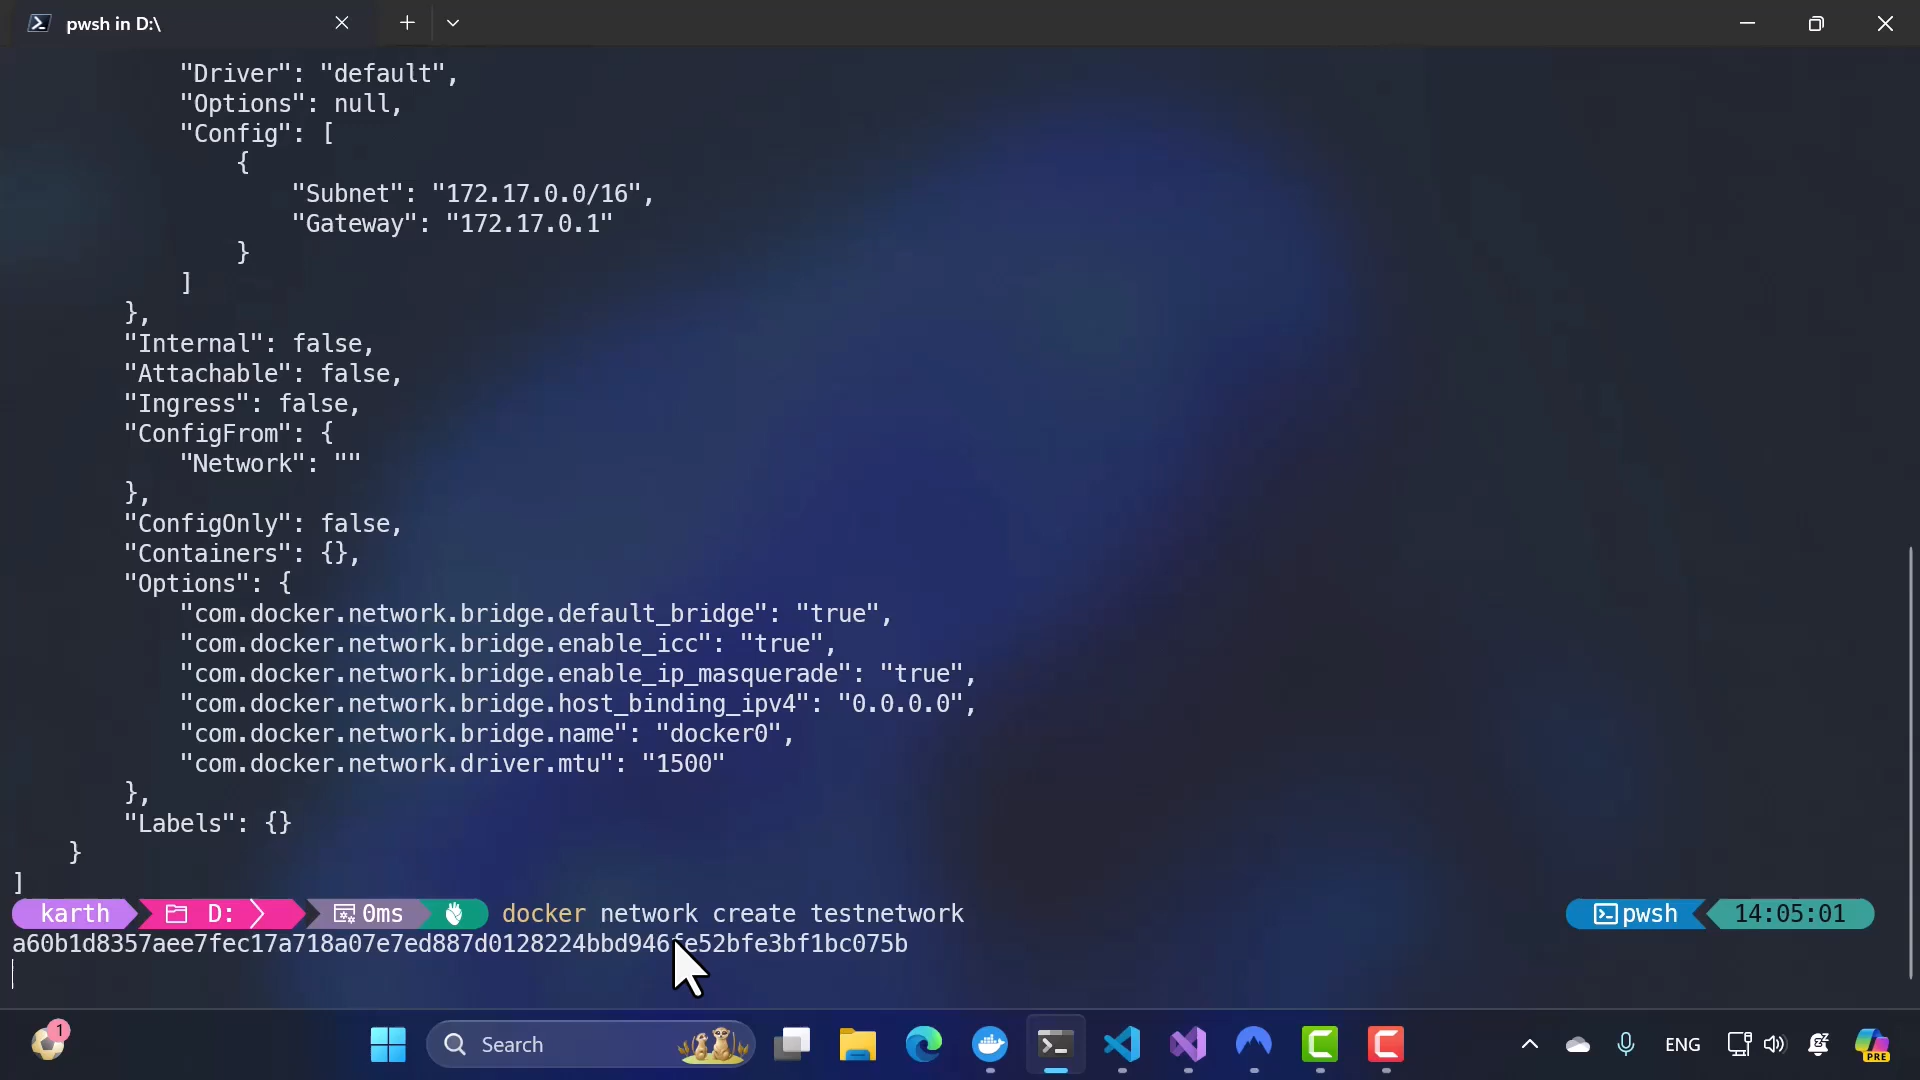 pwsh in D:\
"Driver": "default",
"Options": null,
"Config": [
{
"Subnet": "172.17.0.0/16",
"Gateway": "172.17.0.1"
}
]
},
"Internal": false,
"Attachable": false,
"Ingress": false,
"ConfigFrom": {
"Network": ""
},
"ConfigOnly": false,
"Containers": {},
"Options": {
"com.docker.network.bridge.default_bridge": "true",
"com.docker.network.bridge.enable_icc": "true",
"com.docker.network.bridge.enable_ip_masquerade": "true",
"com.docker.network.bridge.host_binding_ipv4": "0.0.0.0",
"com.docker.network.bridge.name": "docker0",
"com.docker.network.driver.mtu": "1500"
},
"Labels": {}
}
]
karth D: 0ms docker network create testnetwork pwsh 14:05:01
a60b1d8357aee7fec17a718a07e7ed887d0128224bbd946fe52bfe3bf1bc075b
1 Search ENG PRE